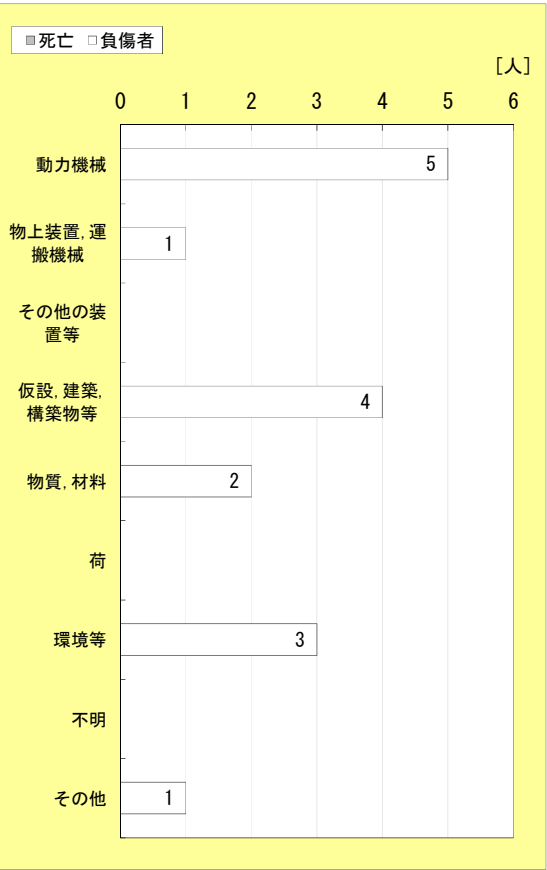 ■死亡 □負傷者
[人]
0 1 2 3 4 5 6
動力機械
5
物上装置,運
搬機械
1
その他の装
置等
仮設,建築,
構築物等
4
物質,材料
2
荷
環境等
3
不明
その他
1